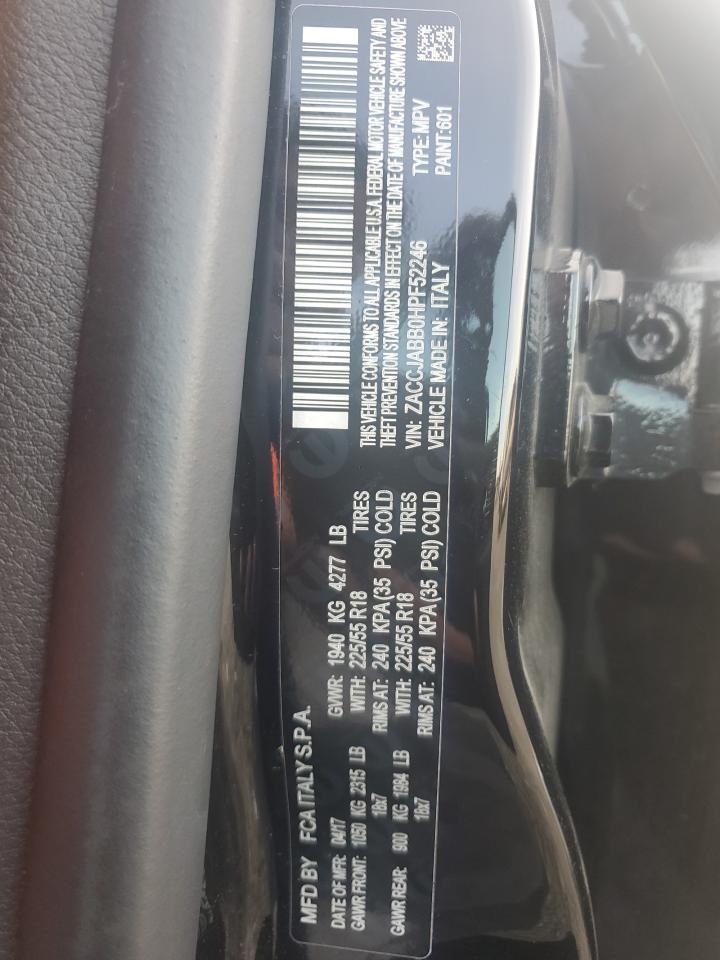 MFD BY FCA ITALY S.P.A.
DATE OF MFR: 04/17 GVWR: 1940 KG 4277 LB
GAWR FRONT: 1050 KG 2315 LB WITH: 225/55 R18 TIRES
18x7 RIMS AT: 240 KPA(35 PSI) COLD
GAWR REAR: 900 KG 1984 LB WITH: 225/55 R18 TIRES
18x7 RIMS AT: 240 KPA(35 PSI) COLD
THIS VEHICLE CONFORMS TO ALL APPLICABLE U.S.A. FEDERAL MOTOR VEHICLE SAFETY AND
THEFT PREVENTION STANDARDS IN EFFECT ON THE DATE OF MANUFACTURE SHOWN ABOVE
VIN: ZACCJABB0HPF52246 TYPE: MPV
VEHICLE MADE IN: ITALY PAINT:601